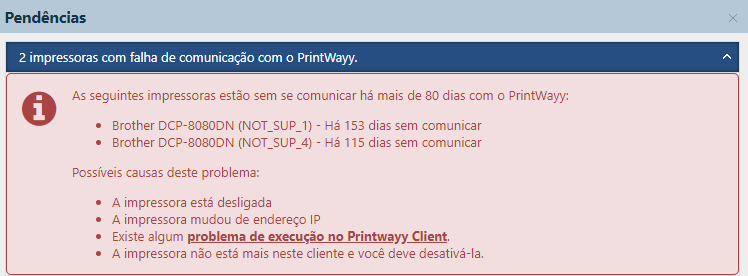 Pendências
2 impressoras com falha de comunicação com o PrintWayy.
As seguintes impressoras estão sem se comunicar há mais de 80 dias com o PrintWayy:
• Brother DCP-8080DN (NOT_SUP_1) - Há 153 dias sem comunicar
• Brother DCP-8080DN (NOT_SUP_4) - Há 115 dias sem comunicar
Possíveis causas deste problema:
• A impressora está desligada
• A impressora mudou de endereço IP
• Existe algum problema de execução no Printwayy Client.
• A impressora não está mais neste cliente e você deve desativá-la.